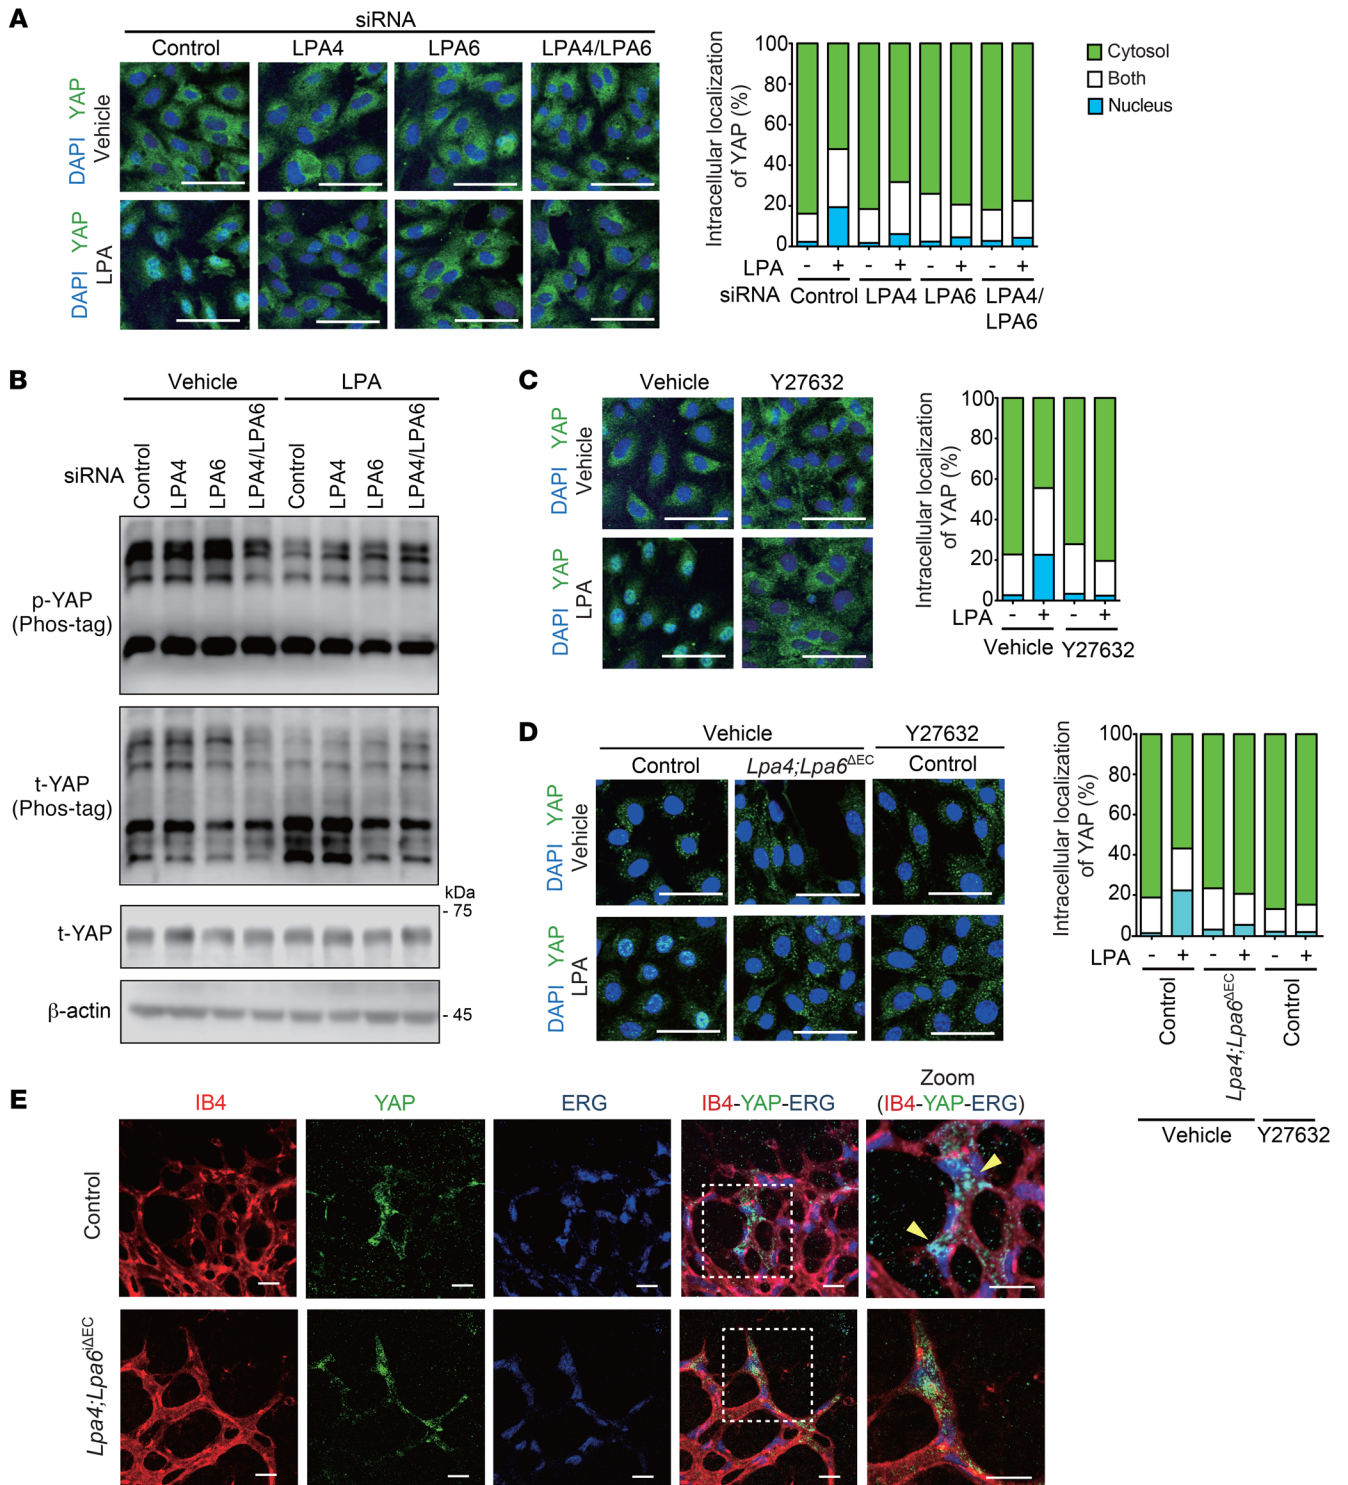 A
siRNA
Control LPA4 LPA6 LPA4/LPA6
DAPI YAP
Vehicle
DAPI YAP
LPA
Intracellular localization
of YAP (%)
100
80
60
40
20
0
LPA - + - + - + - +
siRNA Control LPA4 LPA6 LPA4/
LPA6
Cytosol
Both
Nucleus
B
Vehicle LPA
siRNA Control LPA4 LPA6 LPA4/LPA6 Control LPA4 LPA6 LPA4/LPA6
p-YAP
(Phos-tag)
t-YAP
(Phos-tag)
kDa
- 75
t-YAP
β-actin
- 45
C
Vehicle Y27632
DAPI YAP
Vehicle
DAPI YAP
LPA
Intracellular localization
of YAP (%)
100
80
60
40
20
0
LPA - + - +
Vehicle Y27632
D
Vehicle Y27632
Control Lpa4;Lpa6ΔEC Control
DAPI YAP
Vehicle
DAPI YAP
LPA
Intracellular localization
of YAP (%)
100
80
60
40
20
0
LPA - + - + - +
Control Lpa4;Lpa6ΔEC Control
Vehicle Y27632
E
IB4 YAP ERG IB4-YAP-ERG Zoom
(IB4-YAP-ERG)
Control
Lpa4;Lpa6iΔEC